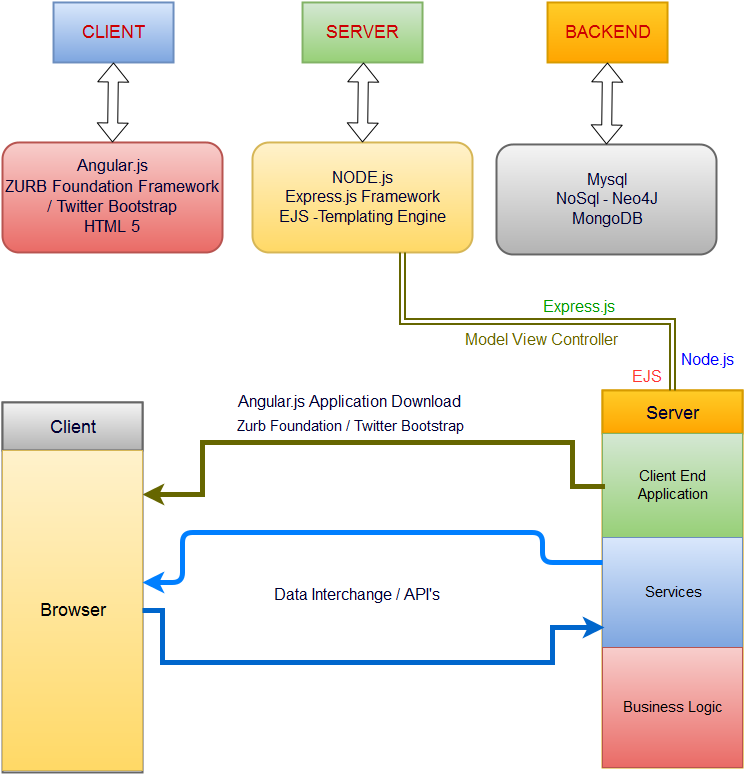 CLIENT
SERVER
BACKEND
Angular.js
ZURB Foundation Framework
/ Twitter Bootstrap
HTML 5
NODE.js
Express.js Framework
EJS -Templating Engine
Mysql
NoSql - Neo4J
MongoDB
Express.js
Model View Controller
Node.js
EJS
Angular.js Application Download
Zurb Foundation / Twitter Bootstrap
Client
Browser
Data Interchange / API's
Server
Client End
Application
Services
Business Logic